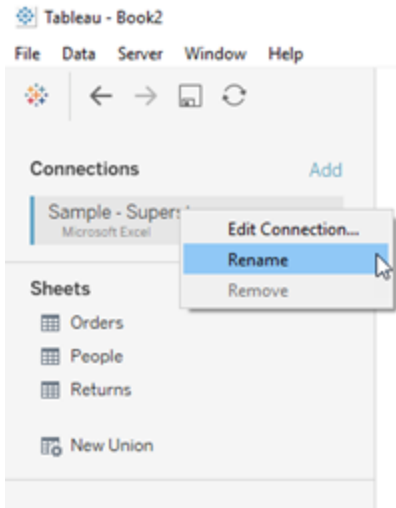 Tableau - Book2
File Data Server Window Help
Connections Add
Sample - Supers
Microsoft Excel
Edit Connection...
Rename
Remove
Sheets
Orders
People
Returns
New Union